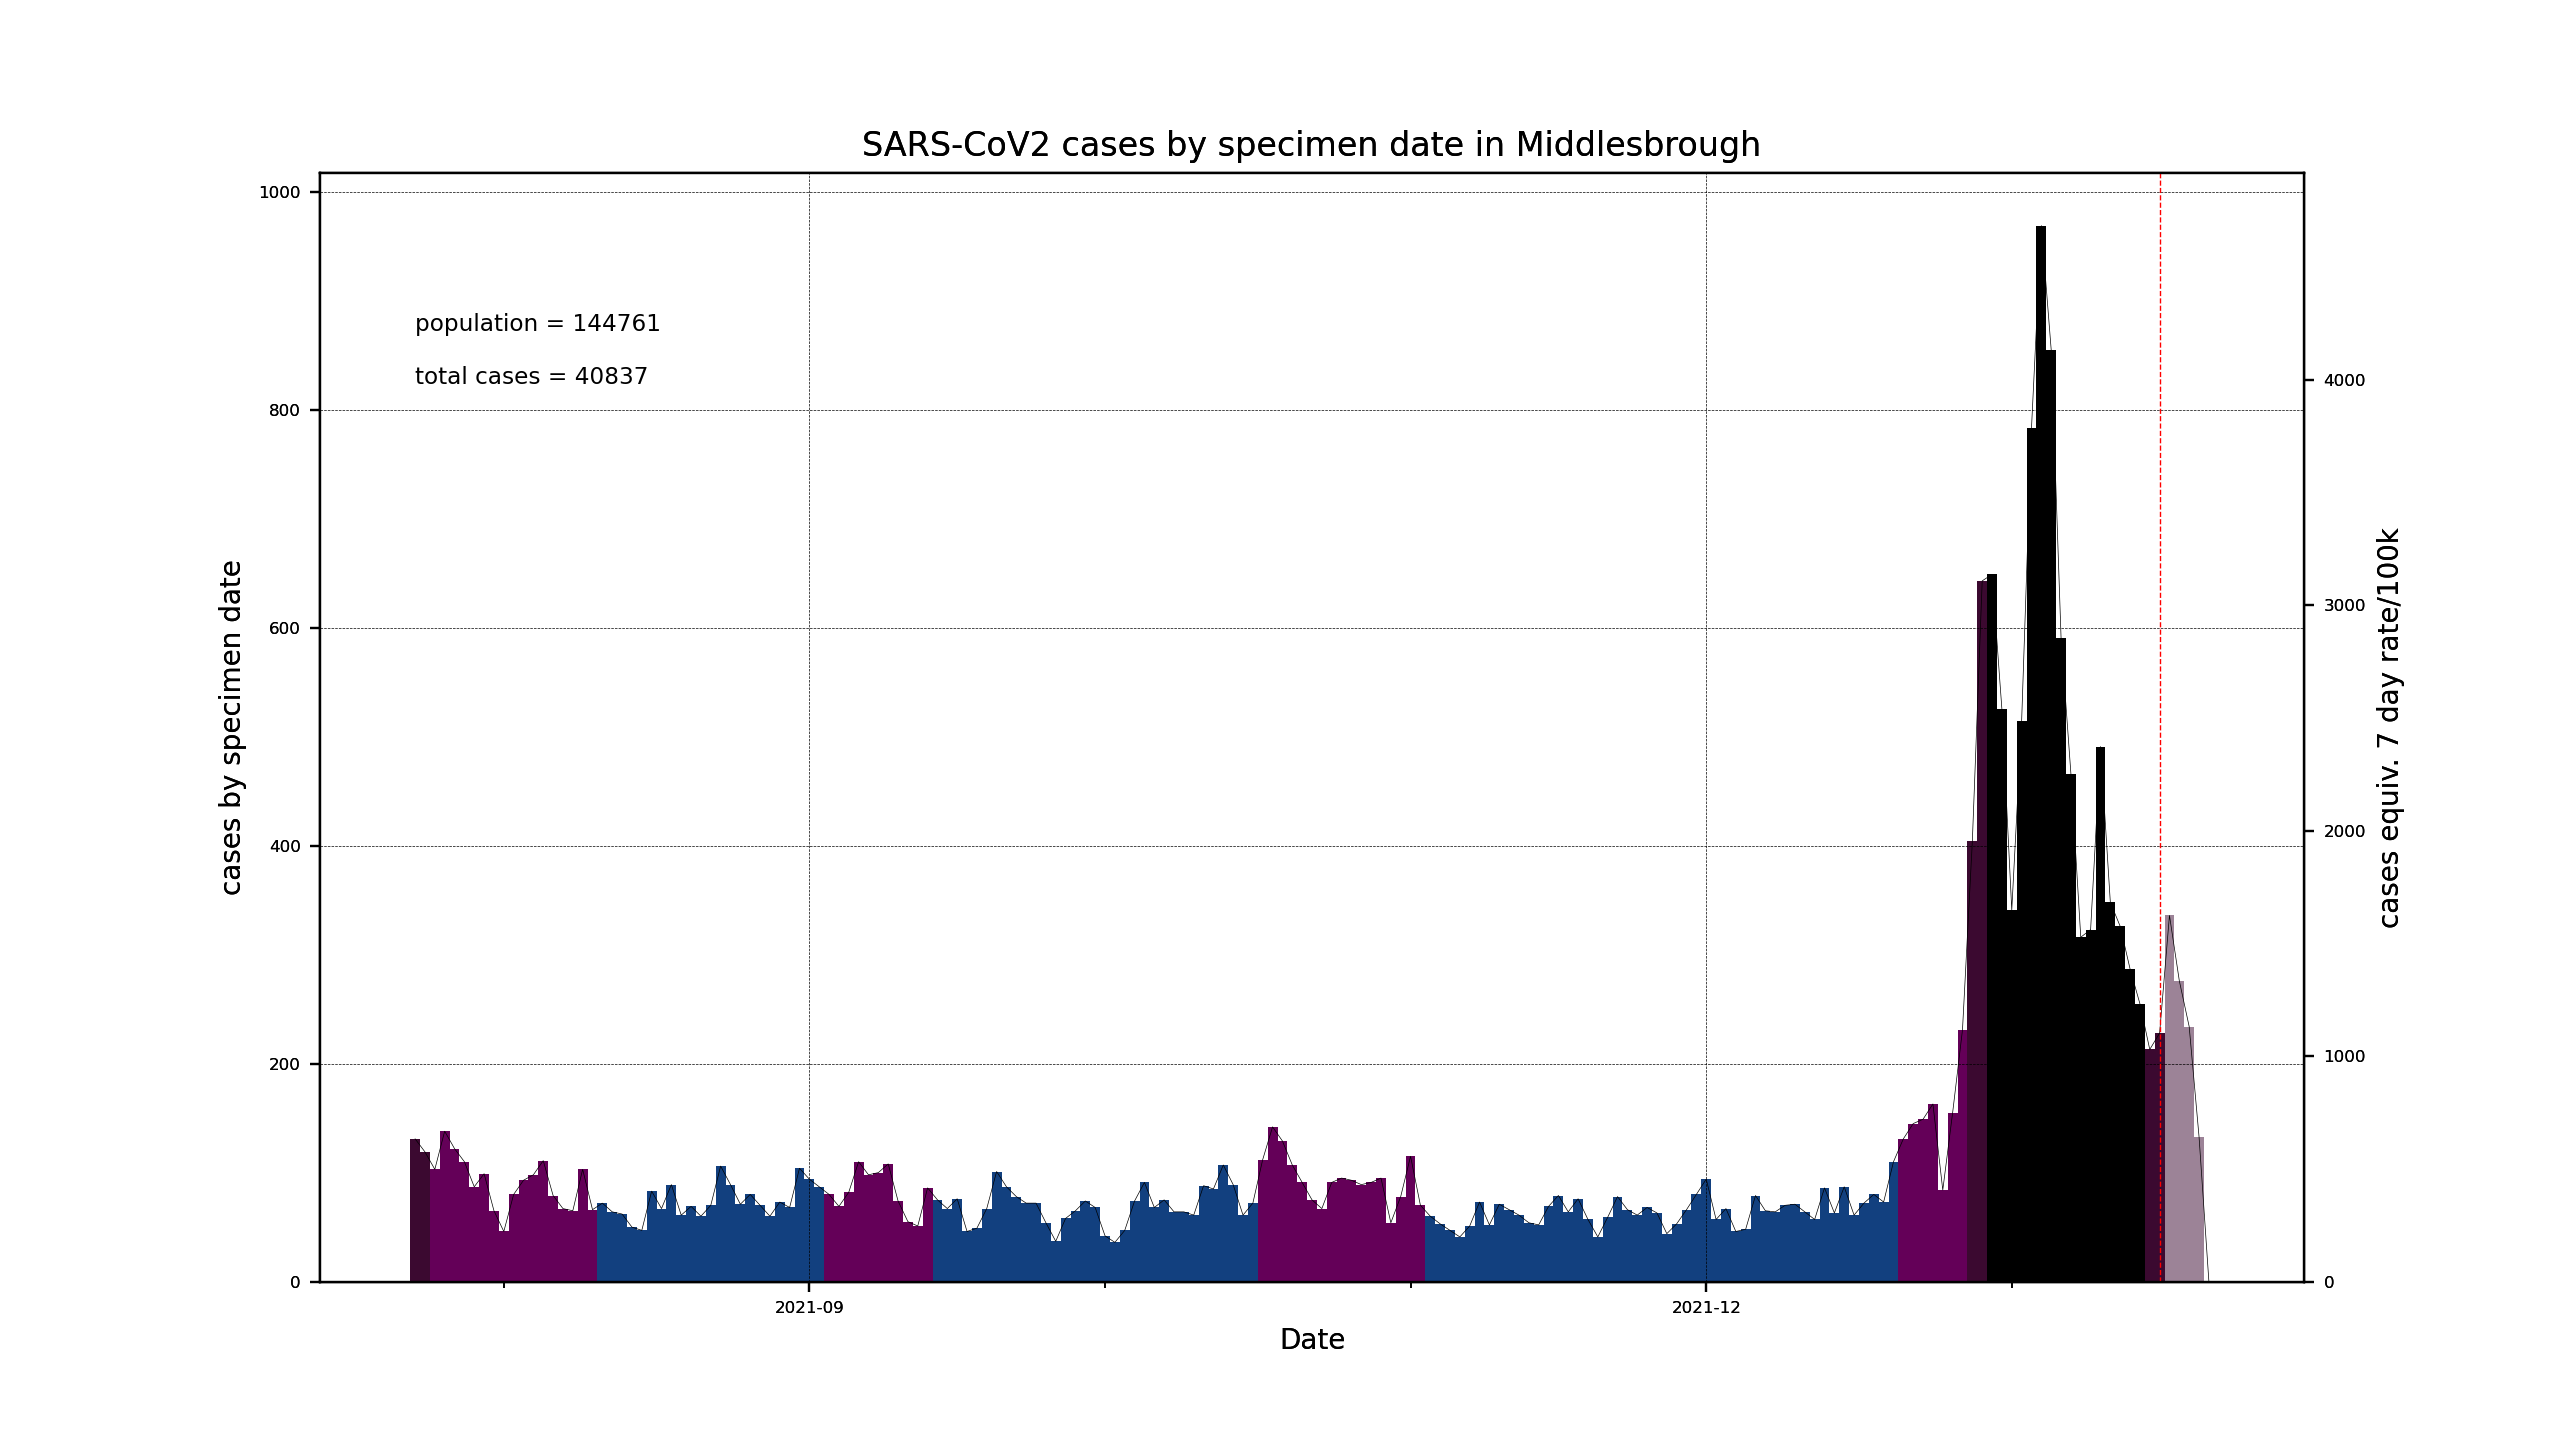 SARS-CoV2 cases by specimen date in Middlesbrough
population = 144761
total cases = 40837
cases by specimen date
1000
800
600
400
200
0
4000
3000
2000
1000
0
cases equiv. 7 day rate/100k
2021-09
2021-12
Date